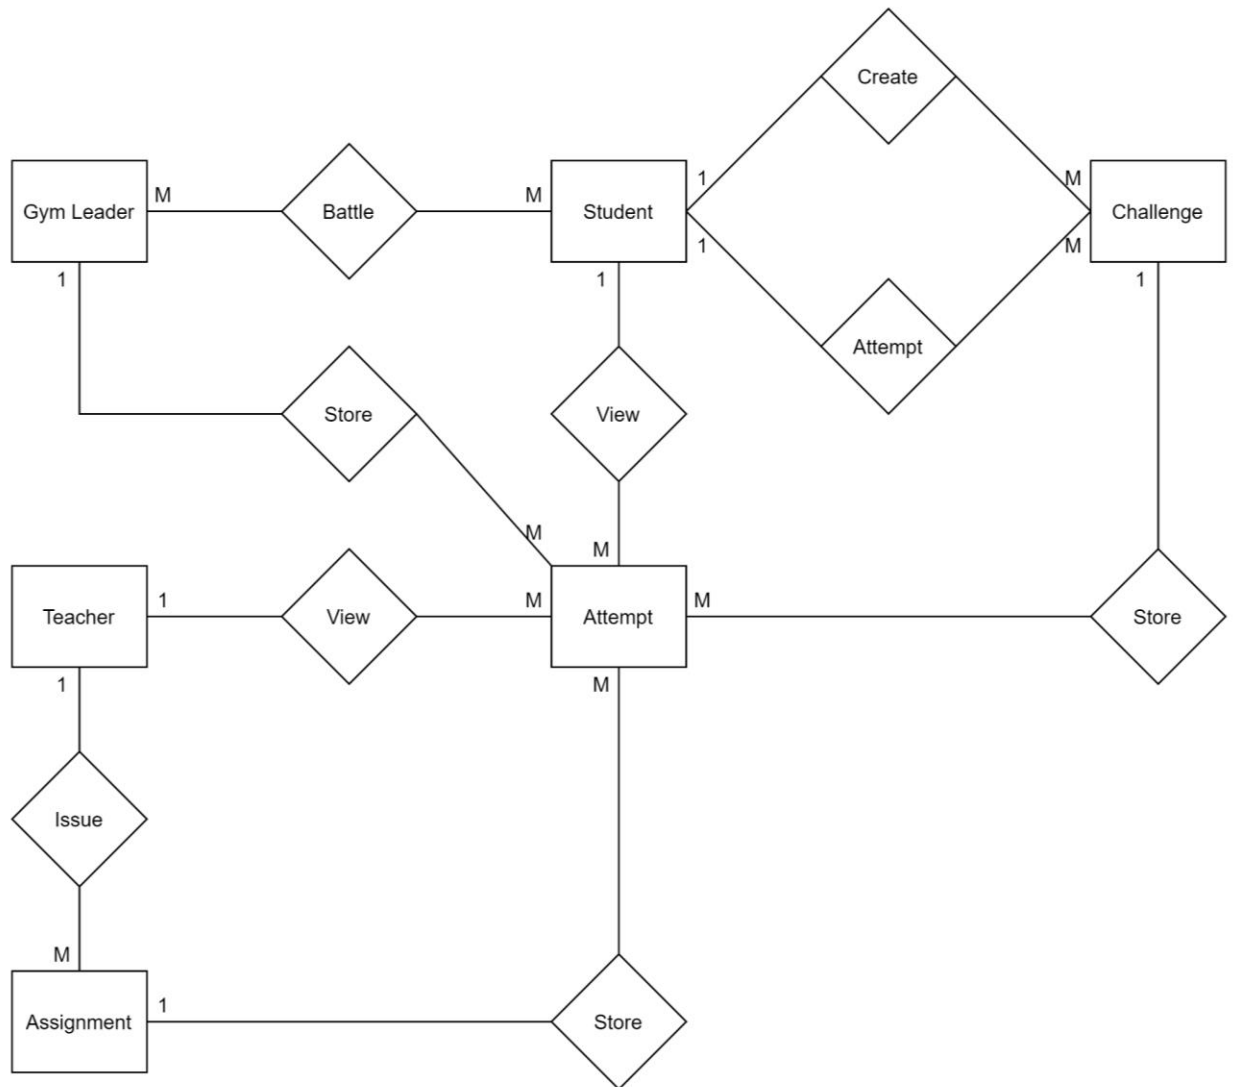 Create
1
M
Gym Leader
M
Battle
M
Student
Challenge
1
M
1
1
1
Attempt
Store
View
M
M
Teacher
1
View
M
Attempt
M
Store
1
M
Issue
M
1
Assignment
Store